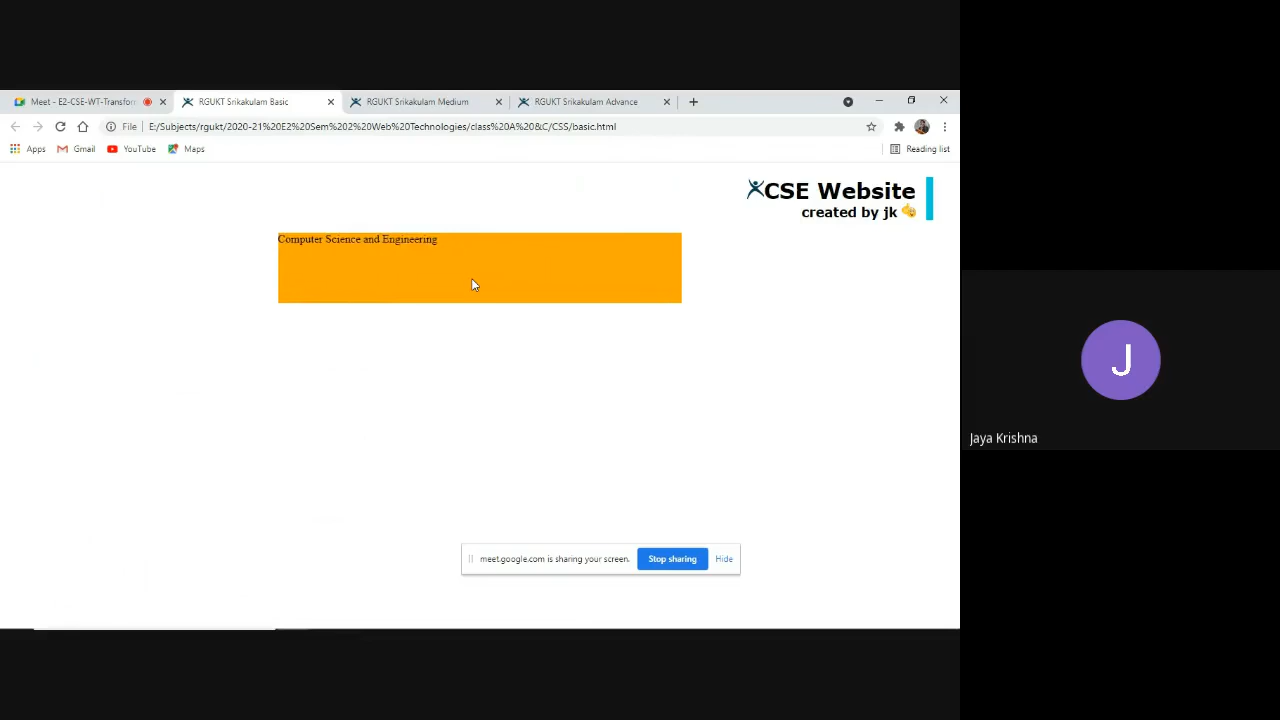 Meet - E2-CSE-WT-Transforr
RGUKT Srikakulam Basic
RGUKT Srikakulam Medium
RGUKT Srikakulam Advance
File
E:/Subjects/rgukt/2020-21%20E2%20Sem%202%20Web%20Technologies/class%20A%20&C/CSS/basic.html
Apps
Gmail
YouTube
Maps
Reading list
CSE Website
created by jk
Computer Science and Engineering
J
Jaya Krishna
meet.google.com is sharing your screen.
Stop sharing
Hide